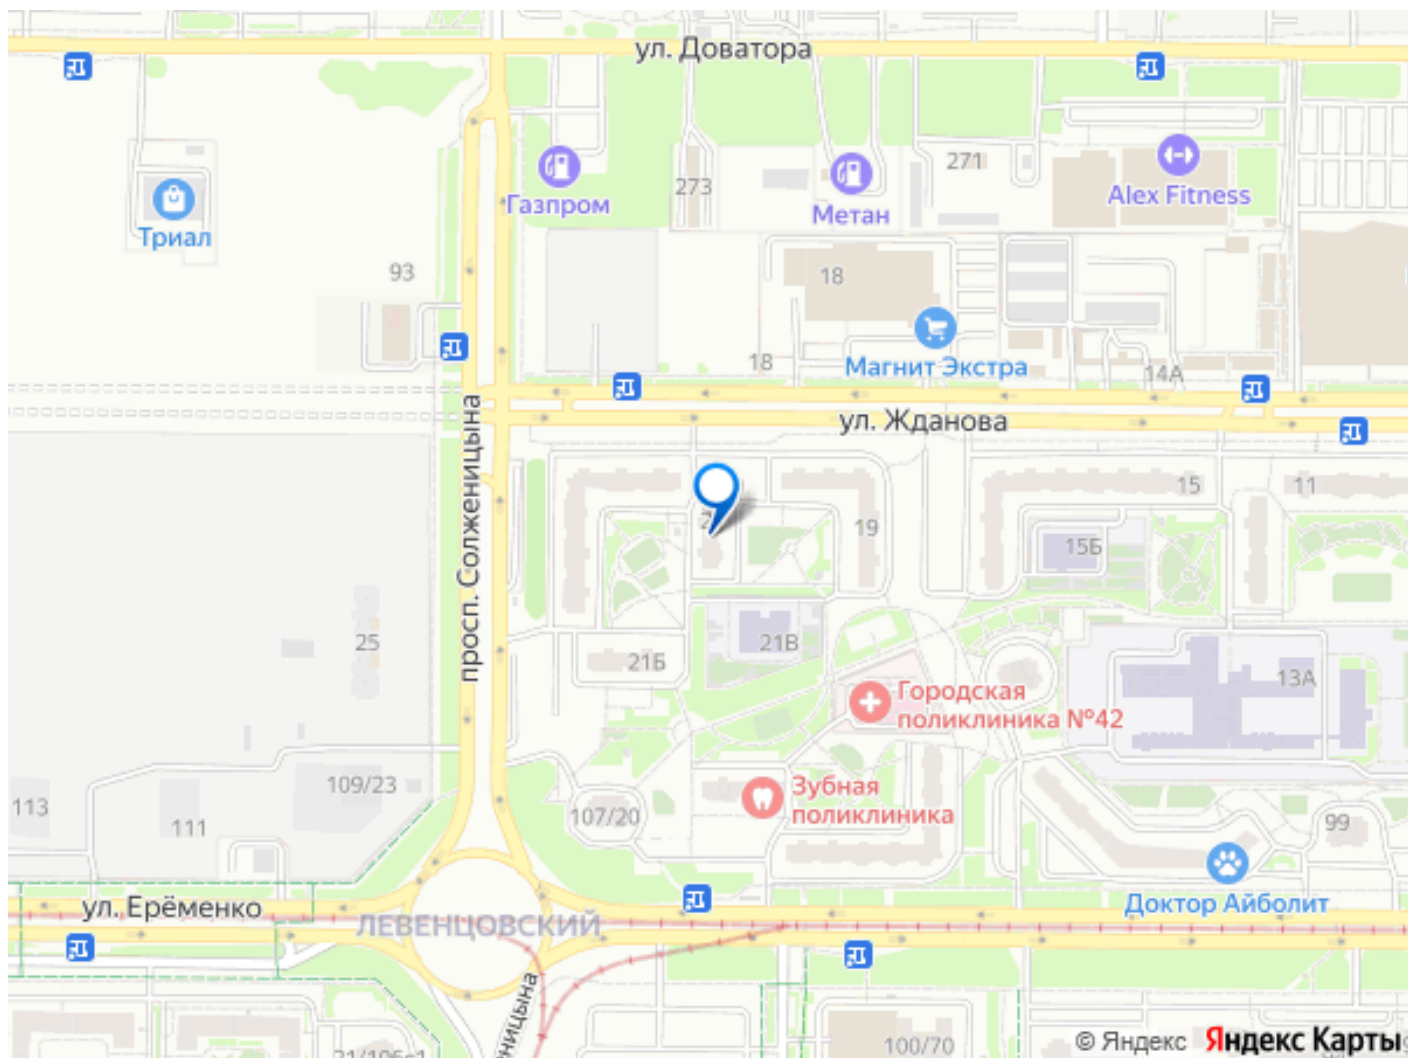 ул. Доватора
271
273
Газпром
Метан
Alex Fitness
Триал
93
18
Магнит Экстра
18
14А
ул. Жданова
просп. Солженицына
15
11
19
15Б
25
21Б
21В
13А
Городская
поликлиника №42
109/23
113
111
107/20
Зубная
поликлиника
99
Доктор Айболит
ул. Ерёменко
ЛЕВЕНЦОВСКИЙ
100/70
© Яндекс Яндекс Карты